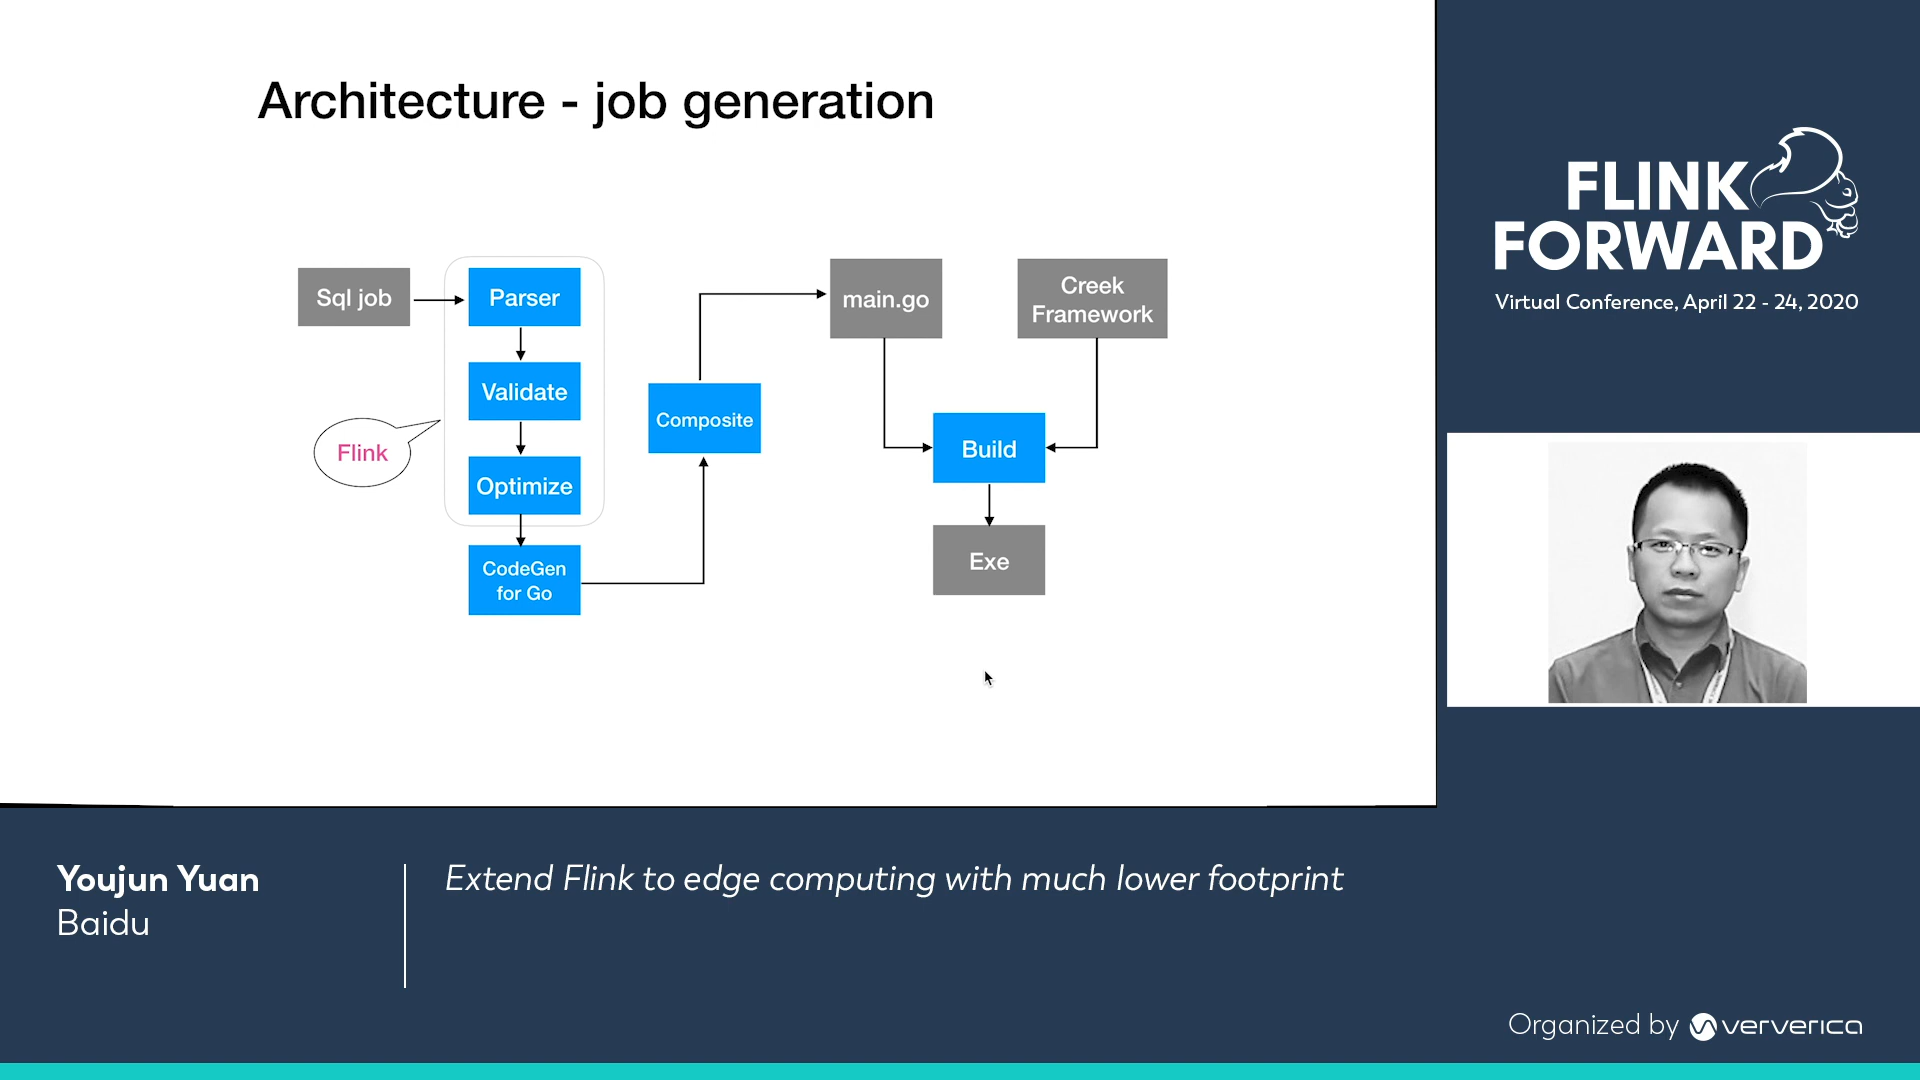 Architecture - job generation
Sql job
Parser
Validate
Optimize
Flink
CodeGen
for Go
Composite
main.go
Creek
Framework
Build
Exe
FLINK
FORWARD
Virtual Conference, April 22 - 24, 2020
Youjun Yuan
Baidu
Extend Flink to edge computing with much lower footprint
Organized by ververica